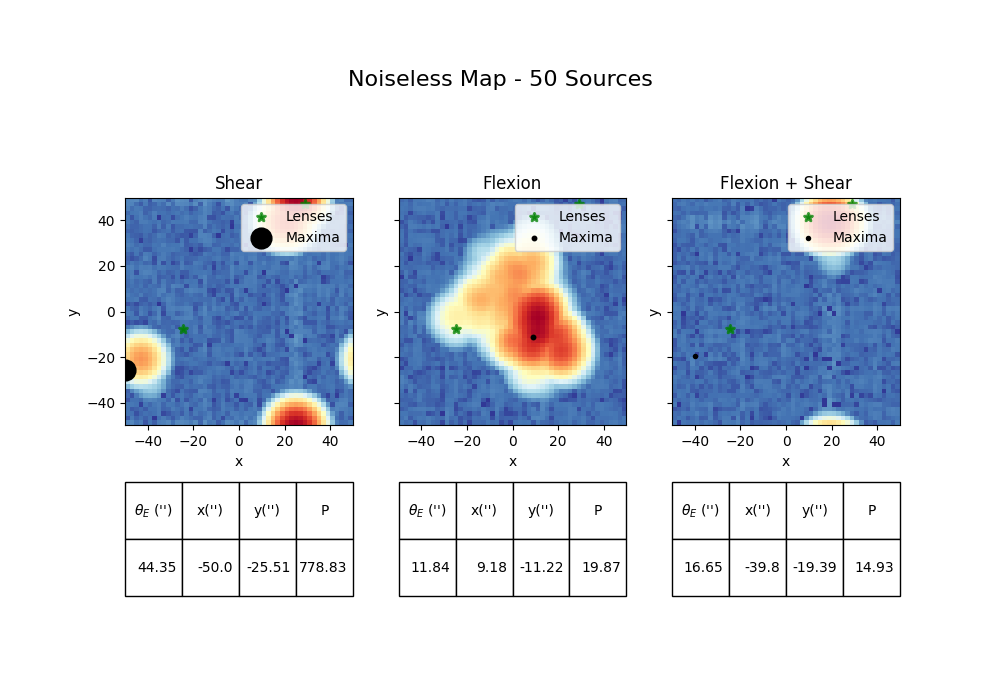 Noiseless Map - 50 Sources
Shear
Flexion
Flexion + Shear
Lenses
Maxima
Lenses
Maxima
Lenses
Maxima
y
40
20
0
−20
−40
−40 −20 0 20 40
x
y
−40 −20 0 20 40
x
y
−40 −20 0 20 40
x
θE ('') x('') y('') P
44.35 -50.0 -25.51 778.83
θE ('') x('') y('') P
11.84 9.18 -11.22 19.87
θE ('') x('') y('') P
16.65 -39.8 -19.39 14.93